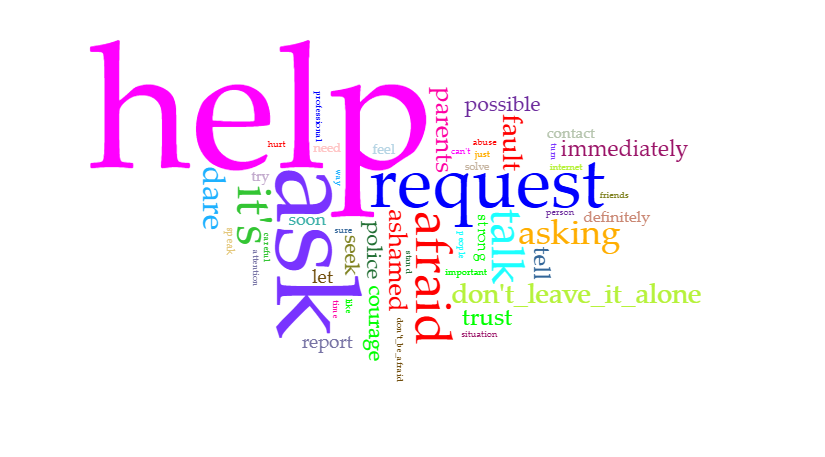 help
professional
parents
possible
fault
contact
immediately
hurt
need
feel
abuse
can't
just
turn
solve
internet
try
way
ask
request
friends
dare
it's
soon
sure
ashamed
afraid
people
strong
talk
person
definitely
asking
speak
careful
attention
seek
police
stand
important
tell
let
time
like
courage
don't_be_afraid
don't_leave_it_alone
trust
situation
report